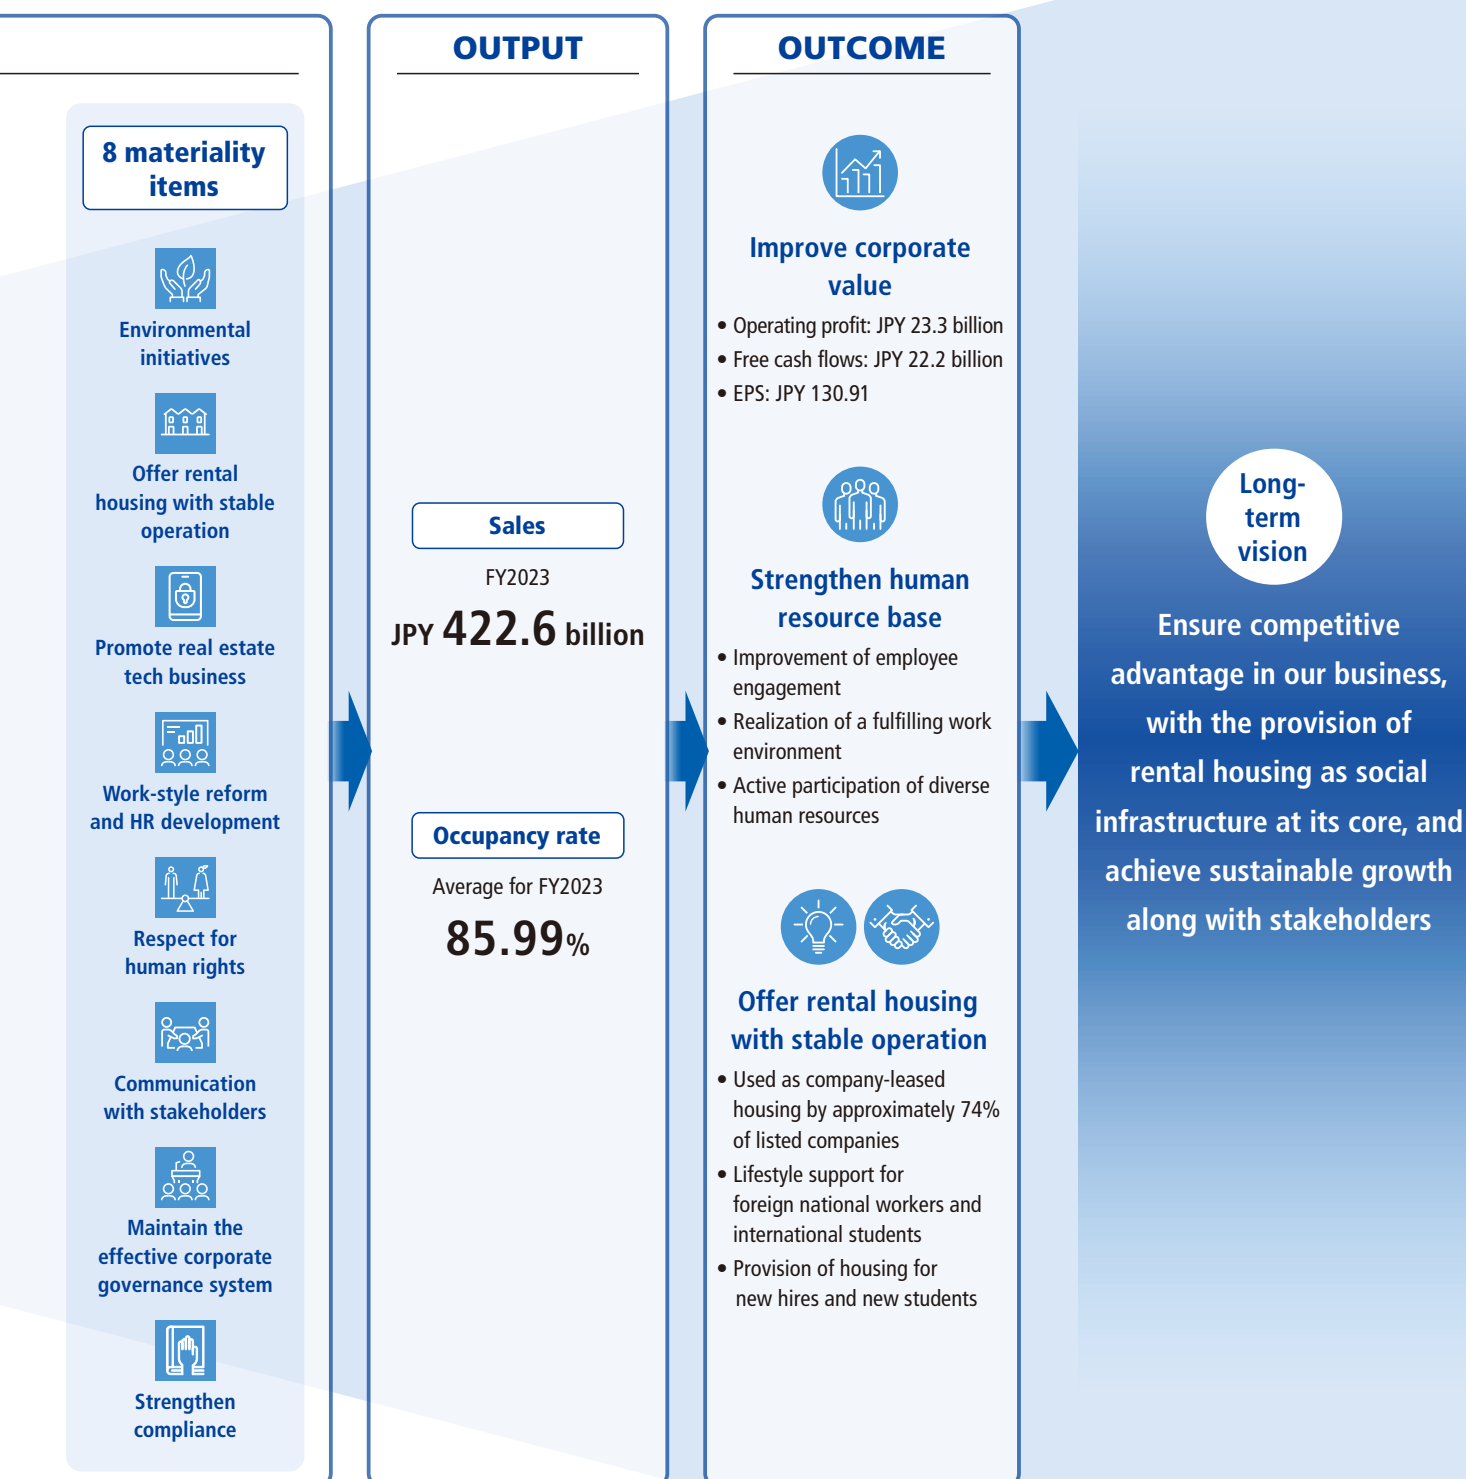 8 materiality
items
Environmental
initiatives
Offer rental
housing with stable
operation
Promote real estate
tech business
Work-style reform
and HR development
Respect for
human rights
Communication
with stakeholders
Maintain the
effective corporate
governance system
Strengthen
compliance
OUTPUT
Sales
FY2023
JPY 422.6 billion
Occupancy rate
Average for FY2023
85.99%
OUTCOME
Improve corporate
value
• Operating profit: JPY 23.3 billion
• Free cash flows: JPY 22.2 billion
• EPS: JPY 130.91
Strengthen human
resource base
• Improvement of employee
engagement
• Realization of a fulfilling work
environment
• Active participation of diverse
human resources
Offer rental housing
with stable operation
• Used as company-leased
housing by approximately 74%
of listed companies
• Lifestyle support for
foreign national workers and
international students
• Provision of housing for
new hires and new students
Long-
term
vision
Ensure competitive
advantage in our business,
with the provision of
rental housing as social
infrastructure at its core, and
achieve sustainable growth
along with stakeholders